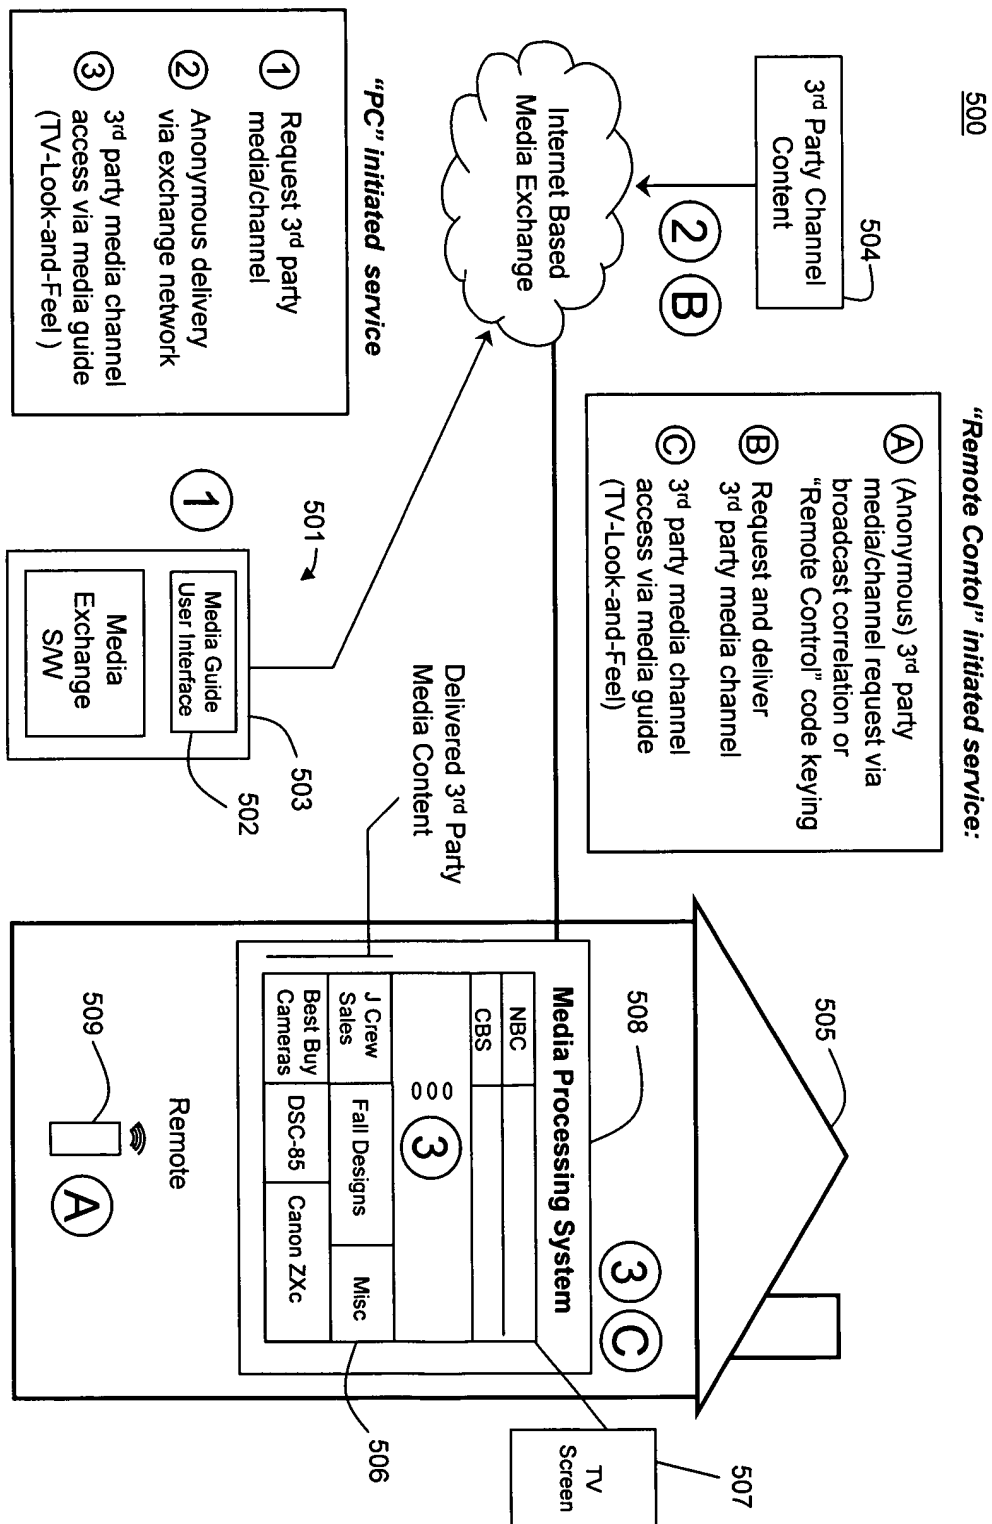 500
3rd Party Channel
Content
504
2
B
Internet Based
Media Exchange
"Remote Contol" initiated service:
A (Anonymous) 3rd party
media/channel request via
broadcast correlation or
"Remote Control" code keying
B Request and deliver
3rd party media channel
C 3rd party media channel
access via media guide
(TV-Look-and-Feel)
"PC" initiated service
1 Request 3rd party
media/channel
2 Anonymous delivery
via exchange network
3 3rd party media channel
access via media guide
(TV-Look-and-Feel )
1
501
Media Guide
User Interface
Media
Exchange
S/W
503
502
Delivered 3rd Party
Media Content
505
508
3
C
Media Processing System
NBC
CBS
000
3
J Crew
Sales
Fall Designs
Misc
Best Buy
Cameras
DSC-85
Canon ZXc
506
TV
Screen
507
Remote
509
A